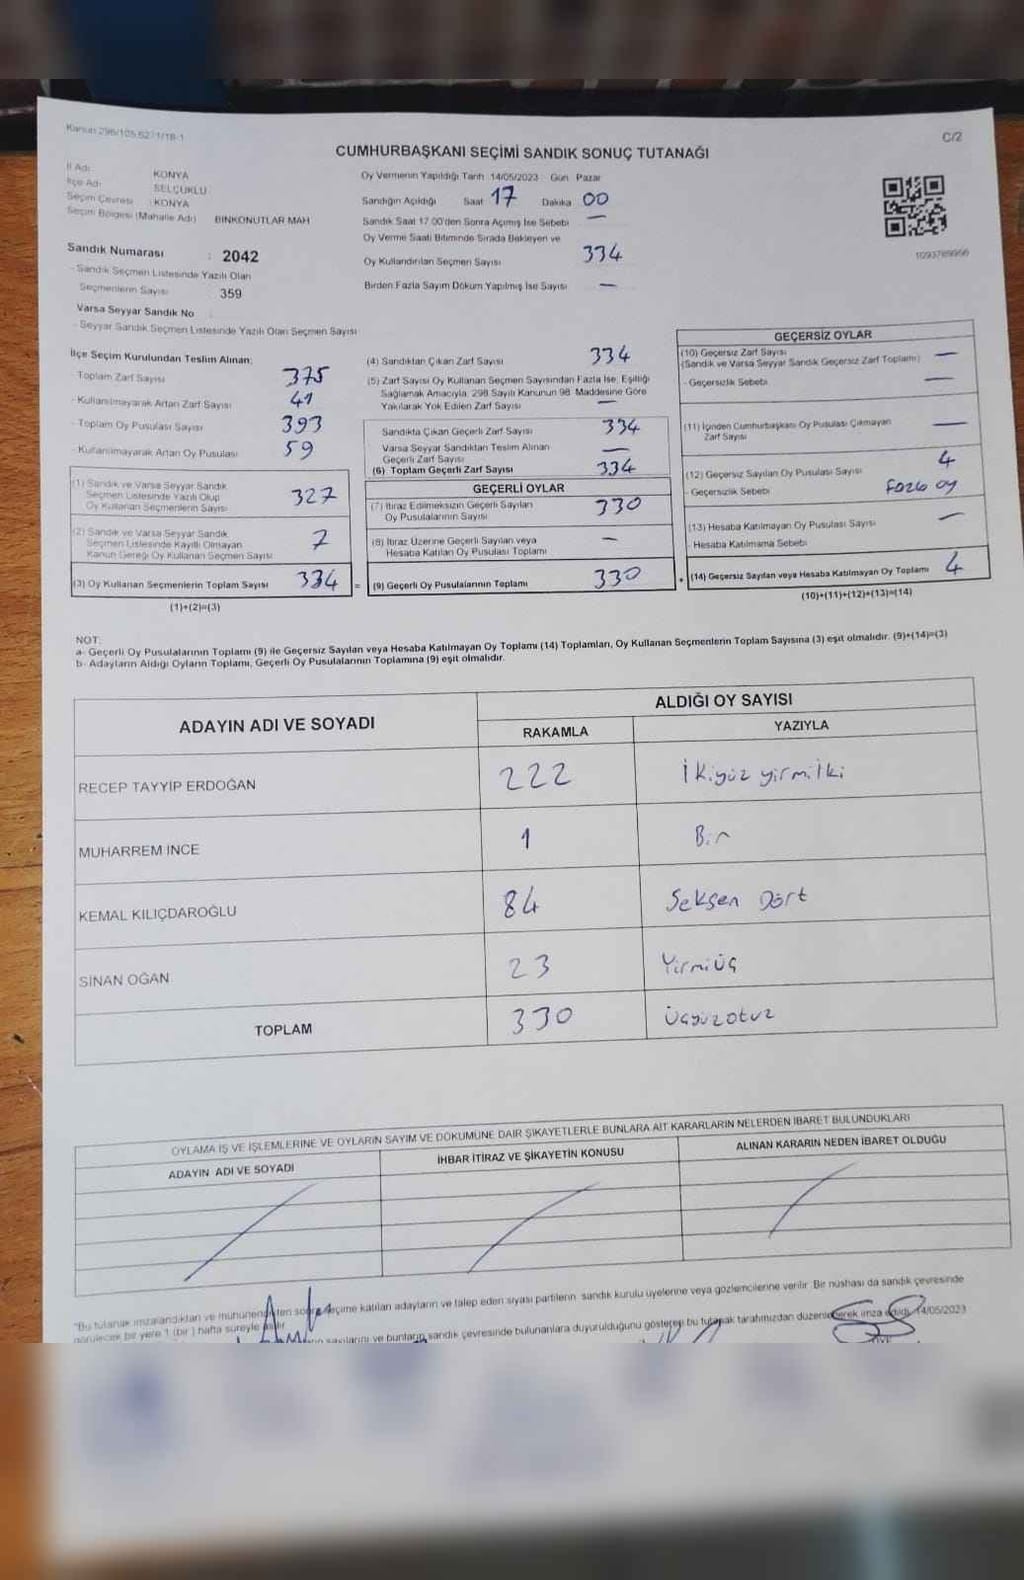 Kanun 298/105 6271/18-1
C/2
CUMHURBAŞKANI SEÇİMİ SANDIK SONUÇ TUTANAĞI
İl Adı : KONYA
İlçe Adı : SELÇUKLU
Seçim Çevresi : KONYA
Seçim Bölgesi (Mahalle Adı) BİNKONUTLAR MAH
Sandık Numarası : 2042
- Sandık Seçmen Listesinde Yazılı Olan
Seçmenlerin Sayısı 359
Varsa Seyyar Sandık No
- Seyyar Sandık Seçmen Listesinde Yazılı Olan Seçmen Sayısı
Oy Vermenin Yapıldığı Tarih 14/05/2023 Gün Pazar
Sandığın Açıldığı Saat 17 Dakika 00
Sandık Saat 17.00'den Sonra Açılmış İse Sebebi —
Oy Verme Saati Bitiminde Sırada Bekleyen ve
Oy Kullandırılan Seçmen Sayısı 334
Birden Fazla Sayım Döküm Yapılmış İse Sayısı —
İlçe Seçim Kurulundan Teslim Alınan:
Toplam Zarf Sayısı 375
- Kullanılmayarak Artan Zarf Sayısı 41
- Toplam Oy Pusulası Sayısı 393
- Kullanılmayarak Artan Oy Pusulası 59
(1) Sandık ve Varsa Seyyar Sandık
Seçmen Listesinde Yazılı Olup
Oy Kullanan Seçmenlerin Sayısı 327
(2) Sandık ve Varsa Seyyar Sandık
Seçmen Listesinde Kayıtlı Olmayan
Kanun Gereği Oy Kullanan Seçmen Sayısı 7
(3) Oy Kullanan Seçmenlerin Toplam Sayısı 334
(1)+(2)=(3)
(4) Sandıktan Çıkan Zarf Sayısı 334
(5) Zarf Sayısı Oy Kullanan Seçmen Sayısından Fazla İse, Eşitliği
Sağlamak Amacıyla, 298 Sayılı Kanunun 98. Maddesine Göre
Yakılarak Yok Edilen Zarf Sayısı —
Sandıkta Çıkan Geçerli Zarf Sayısı 334
Varsa Seyyar Sandıktan Teslim Alınan
Geçerli Zarf Sayısı —
(6) Toplam Geçerli Zarf Sayısı 334
GEÇERLİ OYLAR
(7) İtiraz Edilmeksizin Geçerli Sayılan
Oy Pusulalarının Sayısı 330
(8) İtiraz Üzerine Geçerli Sayılan veya
Hesaba Katılan Oy Pusulası Toplamı —
= (9) Geçerli Oy Pusulalarının Toplamı 330
GEÇERSİZ OYLAR
(10) Geçersiz Zarf Sayısı
(Sandık ve Varsa Seyyar Sandık Geçersiz Zarf Toplamı) —
- Geçersizlik Sebebi —
(11) İçinden Cumhurbaşkanı Oy Pusulası Çıkmayan
Zarf Sayısı —
(12) Geçersiz Sayılan Oy Pusulası Sayısı 4
- Geçersizlik Sebebi Fazla oy
(13) Hesaba Katılmayan Oy Pusulası Sayısı —
- Hesaba Katılmama Sebebi
+ (14) Geçersiz Sayılan veya Hesaba Katılmayan Oy Toplamı 4
(10)+(11)+(12)+(13)=(14)
NOT:
a- Geçerli Oy Pusulalarının Toplamı (9) ile Geçersiz Sayılan veya Hesaba Katılmayan Oy Toplamı (14) Toplamları, Oy Kullanan Seçmenlerin Toplam Sayısına (3) eşit olmalıdır. (9)+(14)=(3)
b- Adayların Aldığı Oyların Toplamı, Geçerli Oy Pusulalarının Toplamına (9) eşit olmalıdır.
ADAYIN ADI VE SOYADI
ALDIĞI OY SAYISI
RAKAMLA YAZIYLA
RECEP TAYYİP ERDOĞAN 222 İkiyüz yirmi İki
MUHARREM İNCE 1 Bir
KEMAL KILIÇDAROĞLU 84 Seksen Dört
SİNAN OĞAN 23 Yirmiüç
TOPLAM 330 Üçyüzotuz
OYLAMA İŞ VE İŞLEMLERİNE VE OYLARIN SAYIM VE DÖKÜMÜNE DAİR ŞİKAYETLERLE BUNLARA AİT KARARLARIN NELERDEN İBARET BULUNDUKLARI
ADAYIN ADI VE SOYADI İHBAR İTİRAZ VE ŞİKAYETİN KONUSU ALINAN KARARIN NEDEN İBARET OLDUĞU
"Bu tutanak imzalandıktan ve mühürlendikten sonra seçime katılan adayların ve talep eden siyasi partilerin sandık kurulu üyelerine veya gözlemcilerine verilir. Bir nüshası da sandık çevresinde
görülecek bir yere 1 (bir) hafta süreyle asılır
sayılarını ve bunların sandık çevresinde bulunanlara duyurulduğunu gösteren bu tutanak tarafımızdan düzenlenerek imza edildi. 14/05/2023